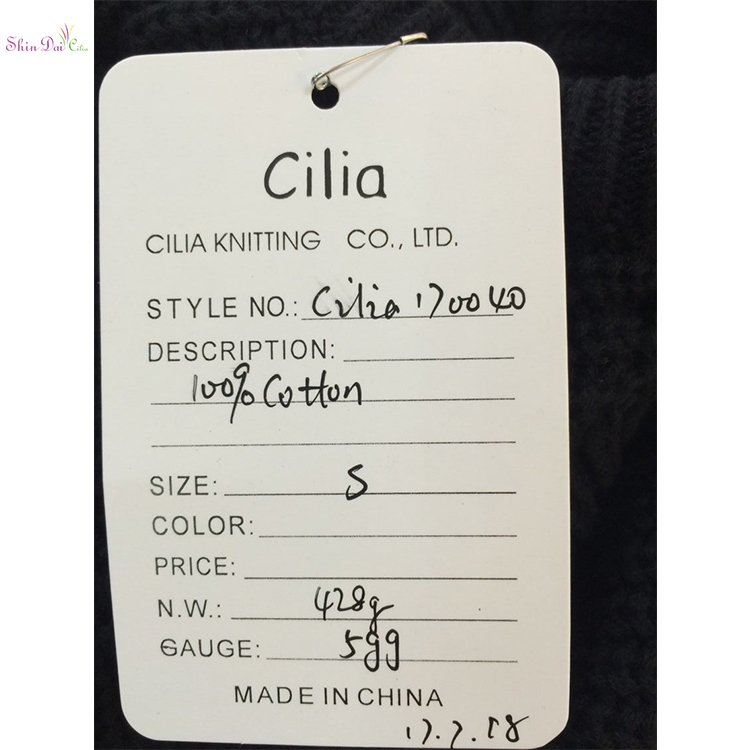 Shin Dai Cilia
Cilia
CILIA KNITTING CO., LTD.
STYLE NO.: Cilia 170040
DESCRIPTION:
100% Cotton
SIZE: S
COLOR:
PRICE:
N.W.: 428g
GAUGE: 5gg
MADE IN CHINA
17.7.18